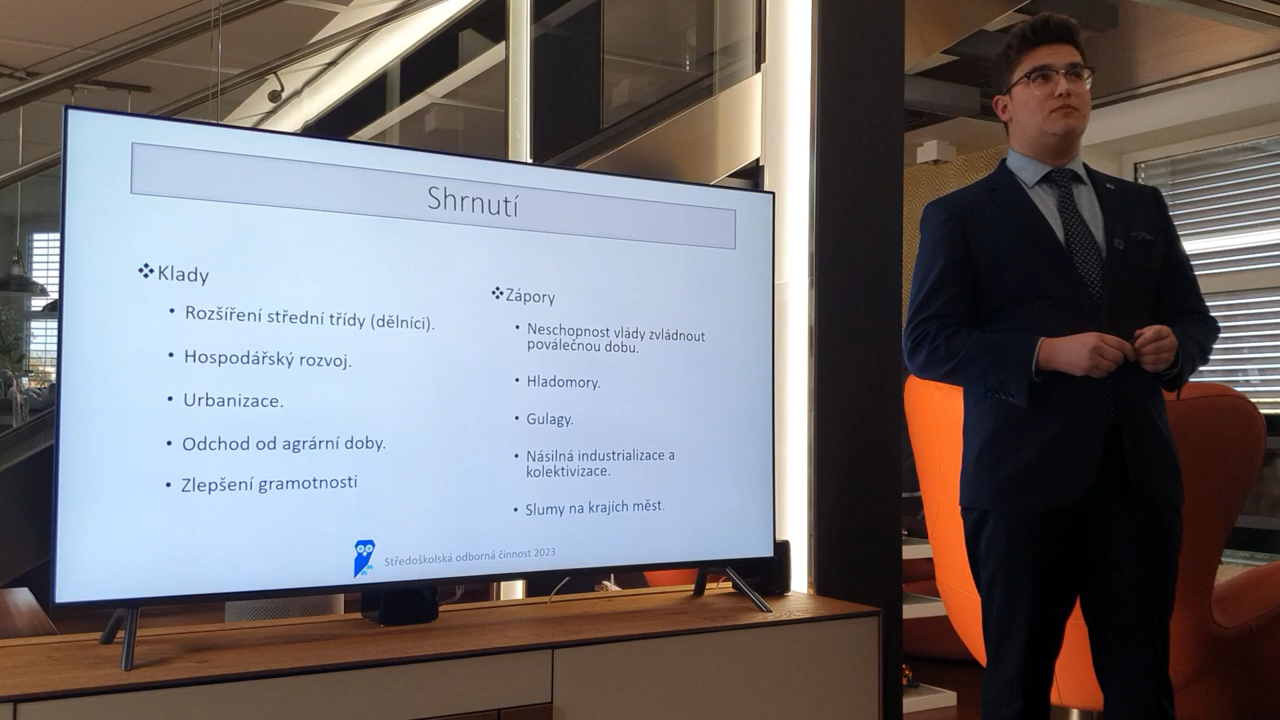 Shrnutí
❖Klady
• Rozšíření střední třídy (dělníci).
• Hospodářský rozvoj.
• Urbanizace.
• Odchod od agrární doby.
• Zlepšení gramotnosti
❖Zápory
• Neschopnost vlády zvládnout
poválečnou dobu.
• Hladomory.
• Gulagy.
• Násilná industrializace a
kolektivizace.
• Slumy na krajích měst.
Středoškolská odborná činnost 2023